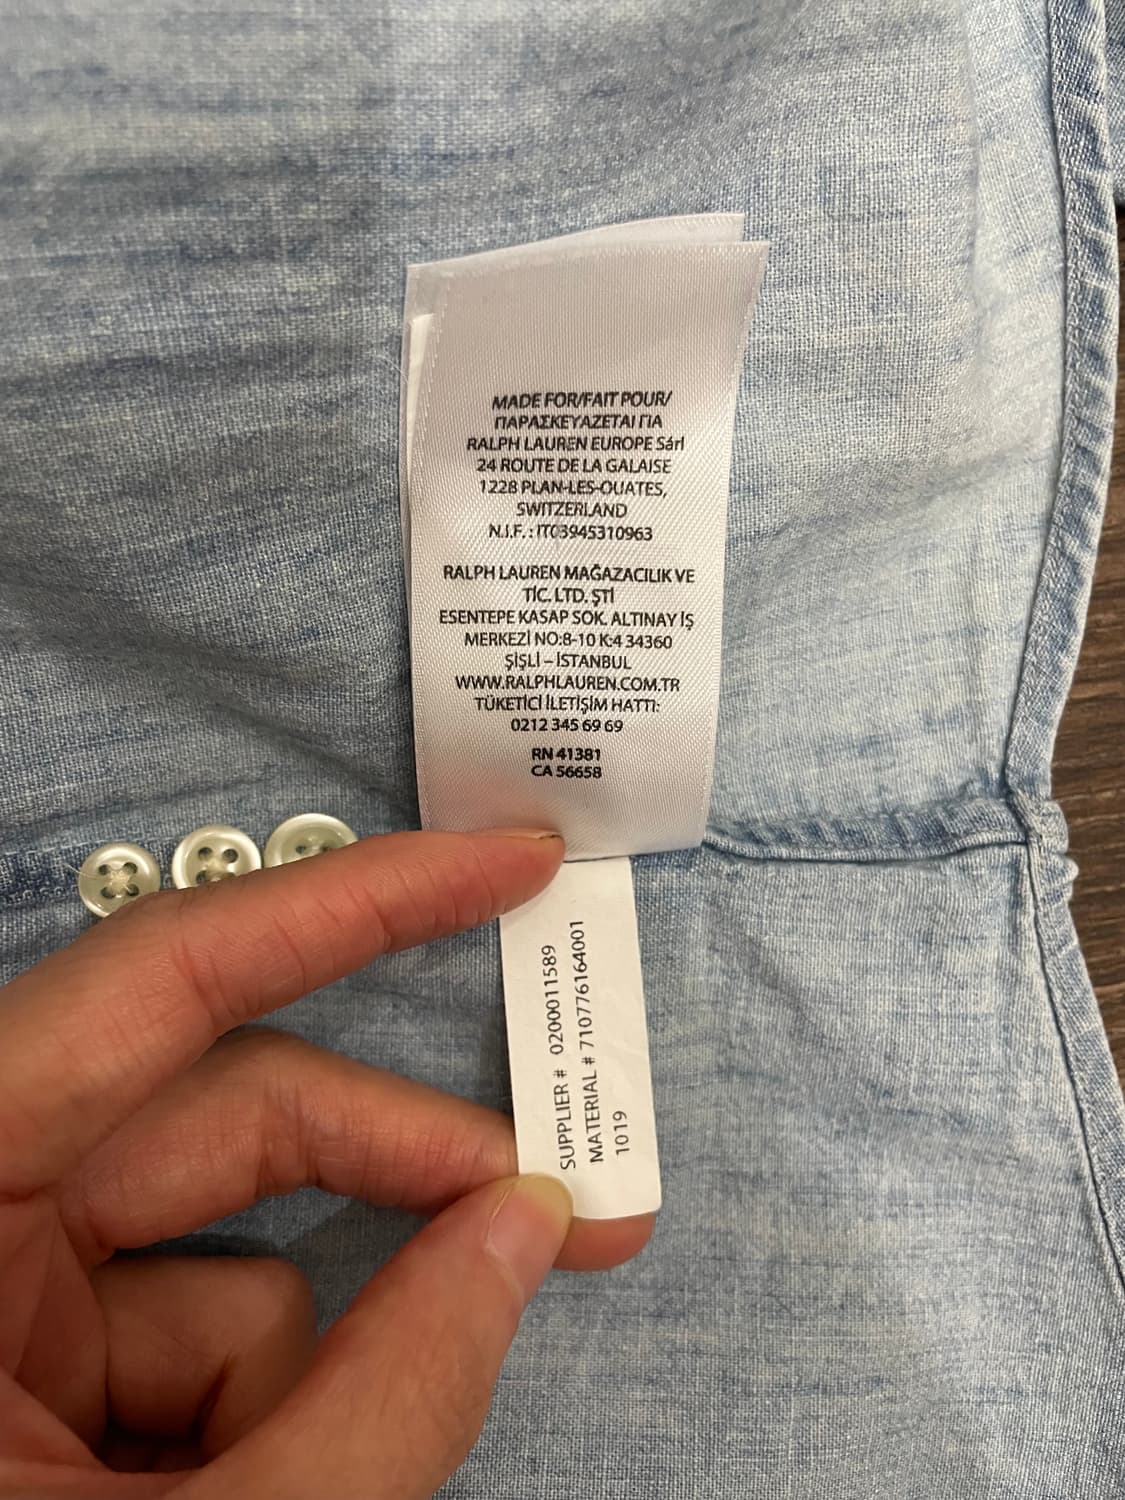 MADE FOR/FAIT POUR/
ΠΑΡΑΣΚΕΥΑΖΕΤΑΙ ΓΙΑ
RALPH LAUREN EUROPE Sárl
24 ROUTE DE LA GALAISE
1228 PLAN-LES-OUATES,
SWITZERLAND
N.I.F. : IT03945310963
RALPH LAUREN MAĞAZACILIK VE
TİC. LTD. ŞTİ
ESENTEPE KASAP SOK. ALTINAY İŞ
MERKEZİ NO:8-10 K:4 34360
ŞİŞLİ – İSTANBUL
WWW.RALPHLAUREN.COM.TR
TÜKETİCİ İLETİŞİM HATTI:
0212 345 69 69
RN 41381
CA 56658
SUPPLIER # 0200011589
MATERIAL # 710776164001
1019